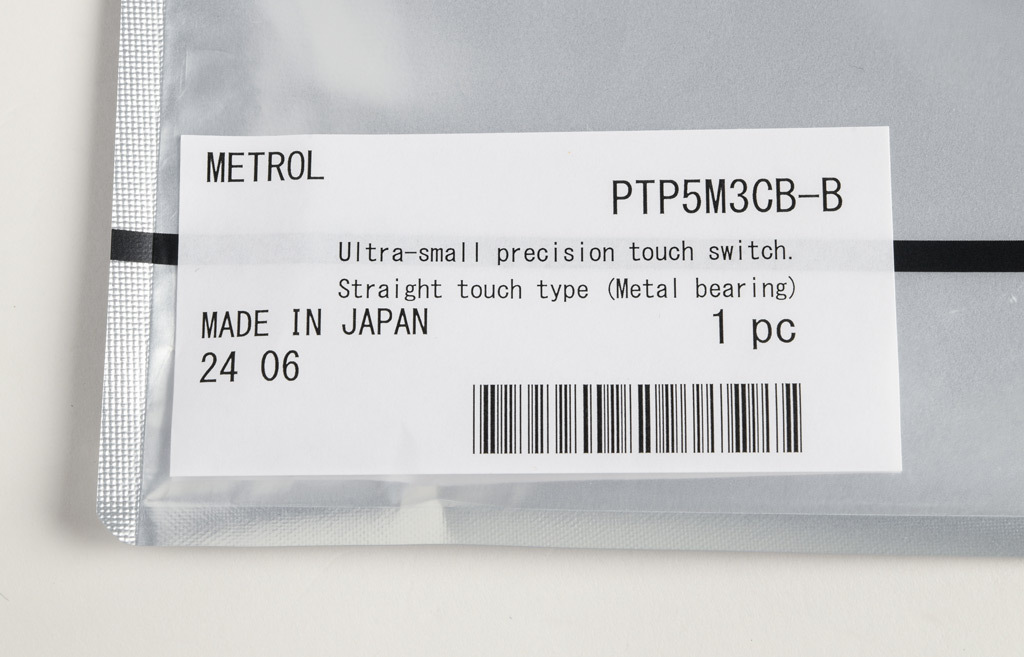 METROL
PTP5M3CB-B
Ultra-small precision touch switch.
Straight touch type (Metal bearing)
MADE IN JAPAN
1 pc
24 06